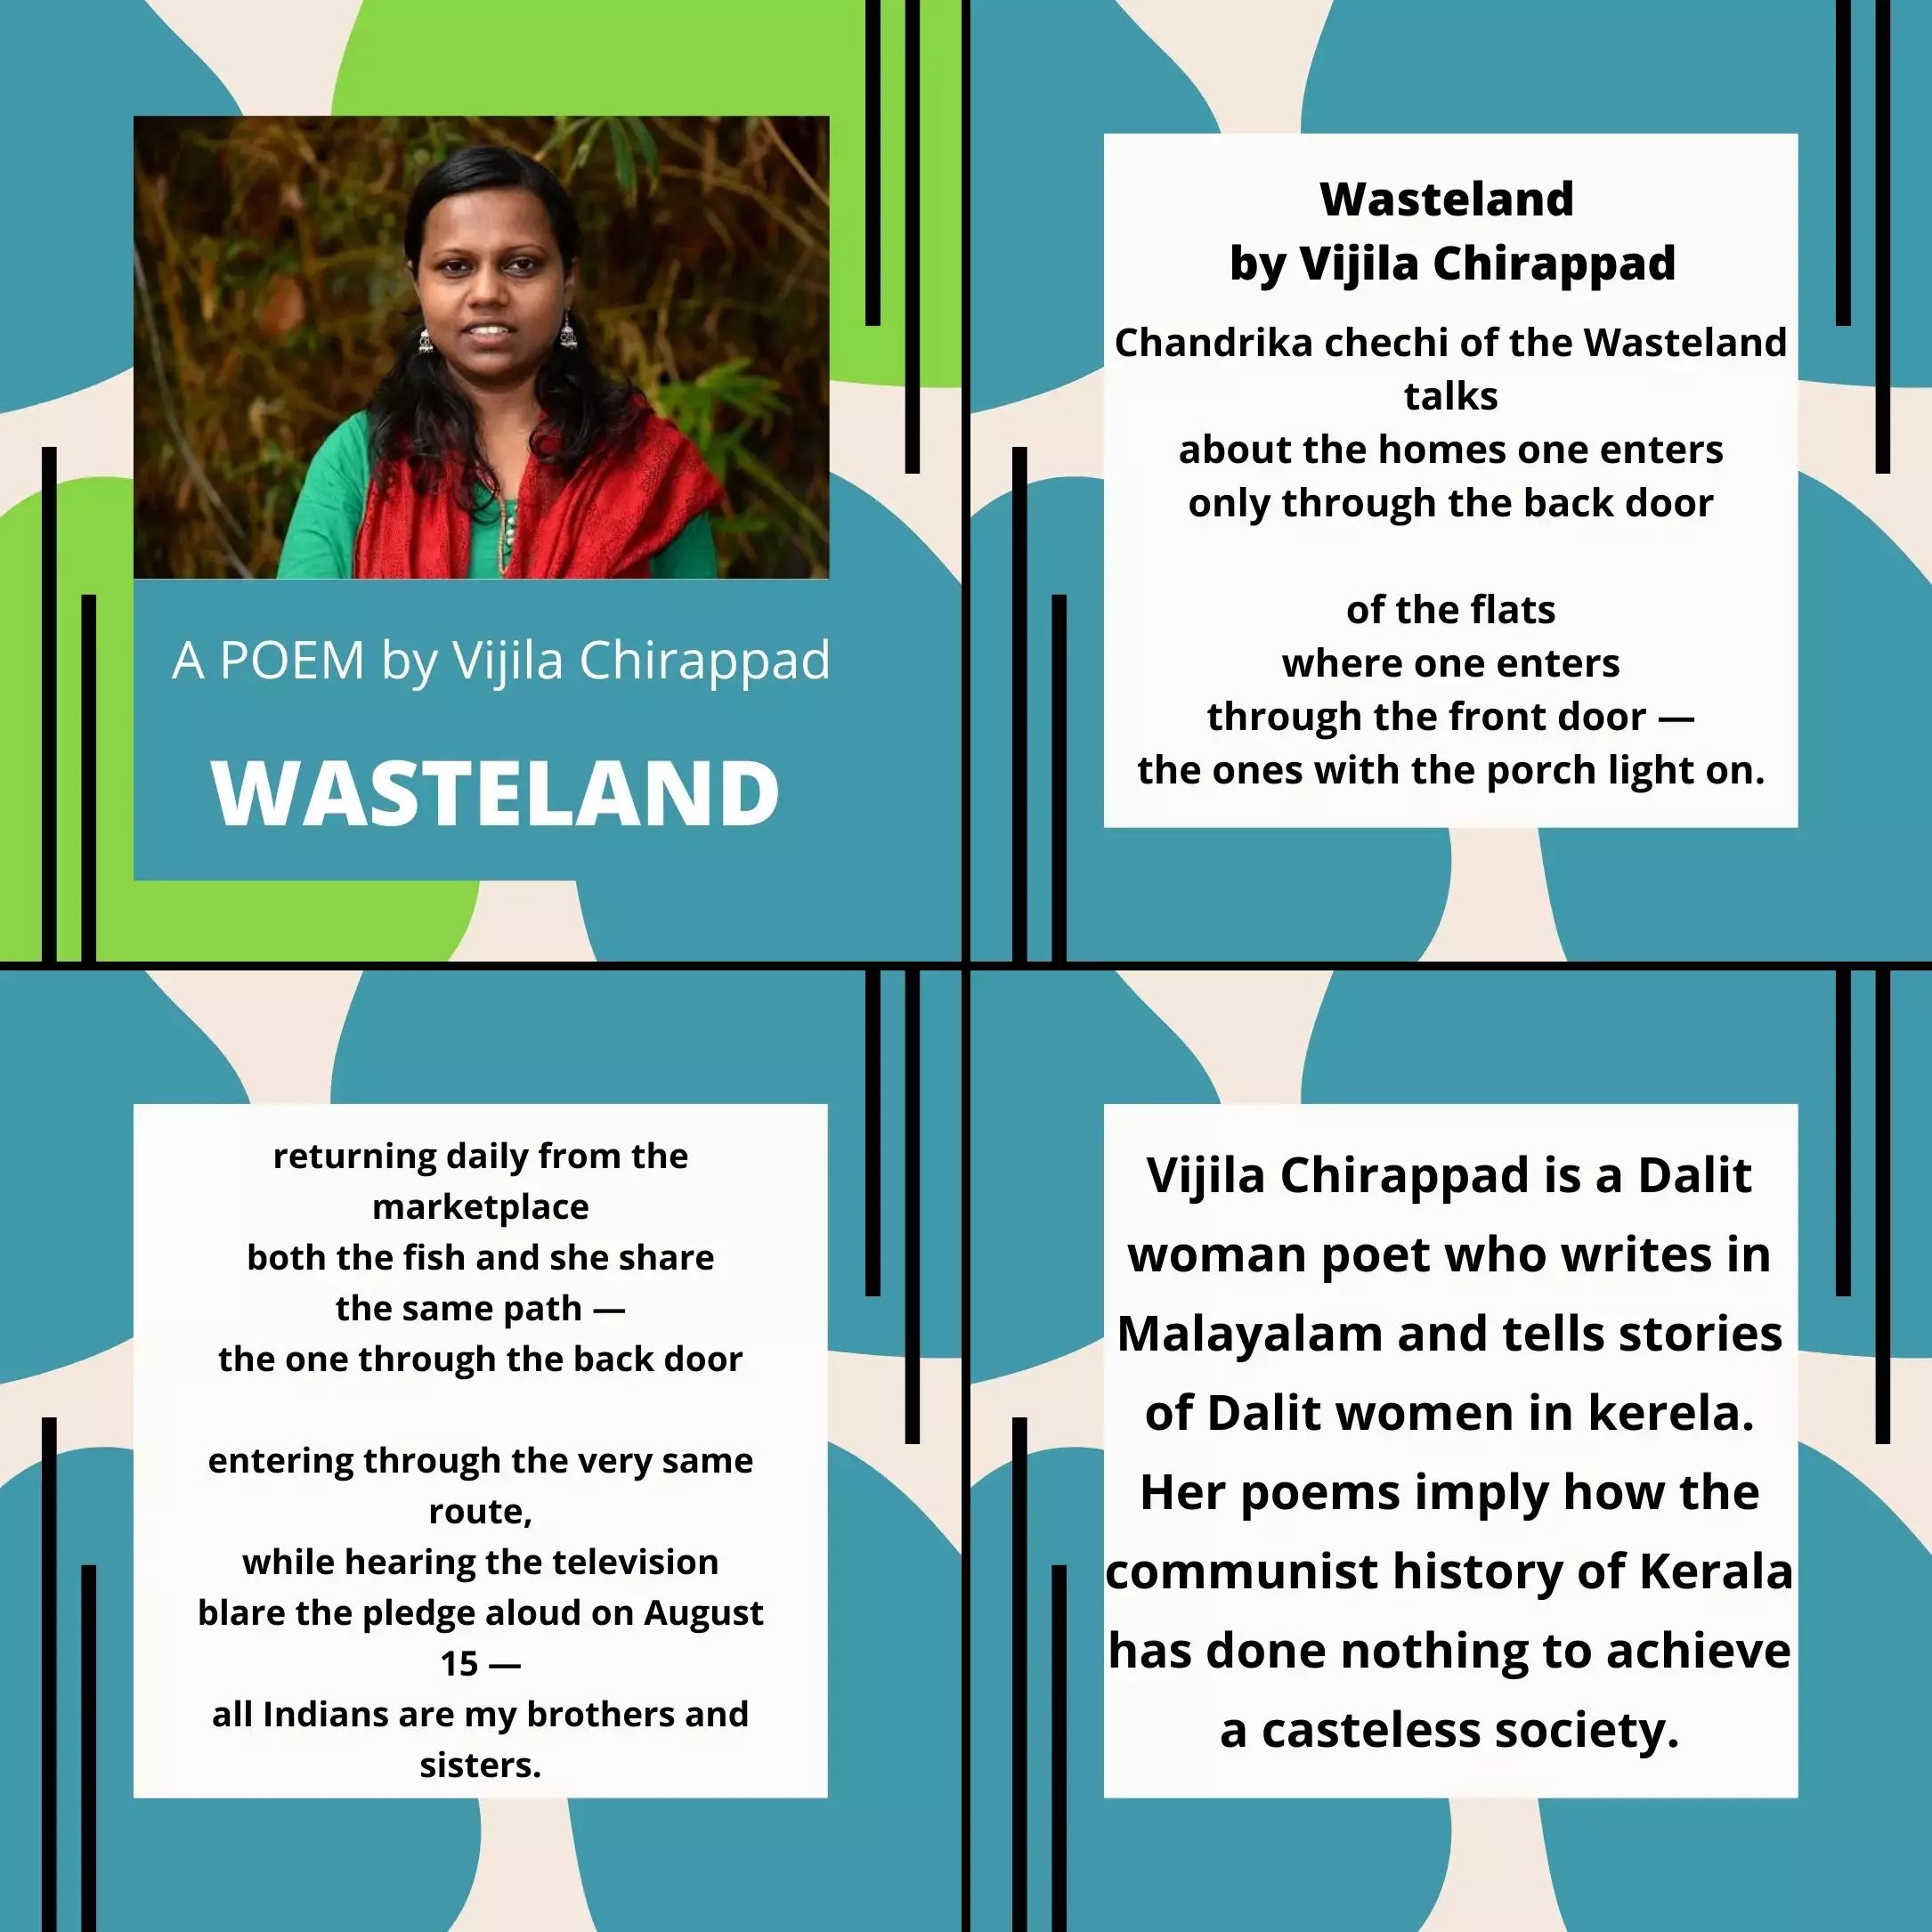 A POEM by Vijila Chirappad
WASTELAND
Wasteland
by Vijila Chirappad
Chandrika chechi of the Wasteland
talks
about the homes one enters
only through the back door
of the flats
where one enters
through the front door —
the ones with the porch light on.
returning daily from the
marketplace
both the fish and she share
the same path —
the one through the back door
entering through the very same
route,
while hearing the television
blare the pledge aloud on August
15 —
all Indians are my brothers and
sisters.
Vijila Chirappad is a Dalit
woman poet who writes in
Malayalam and tells stories
of Dalit women in kerela.
Her poems imply how the
communist history of Kerala
has done nothing to achieve
a casteless society.